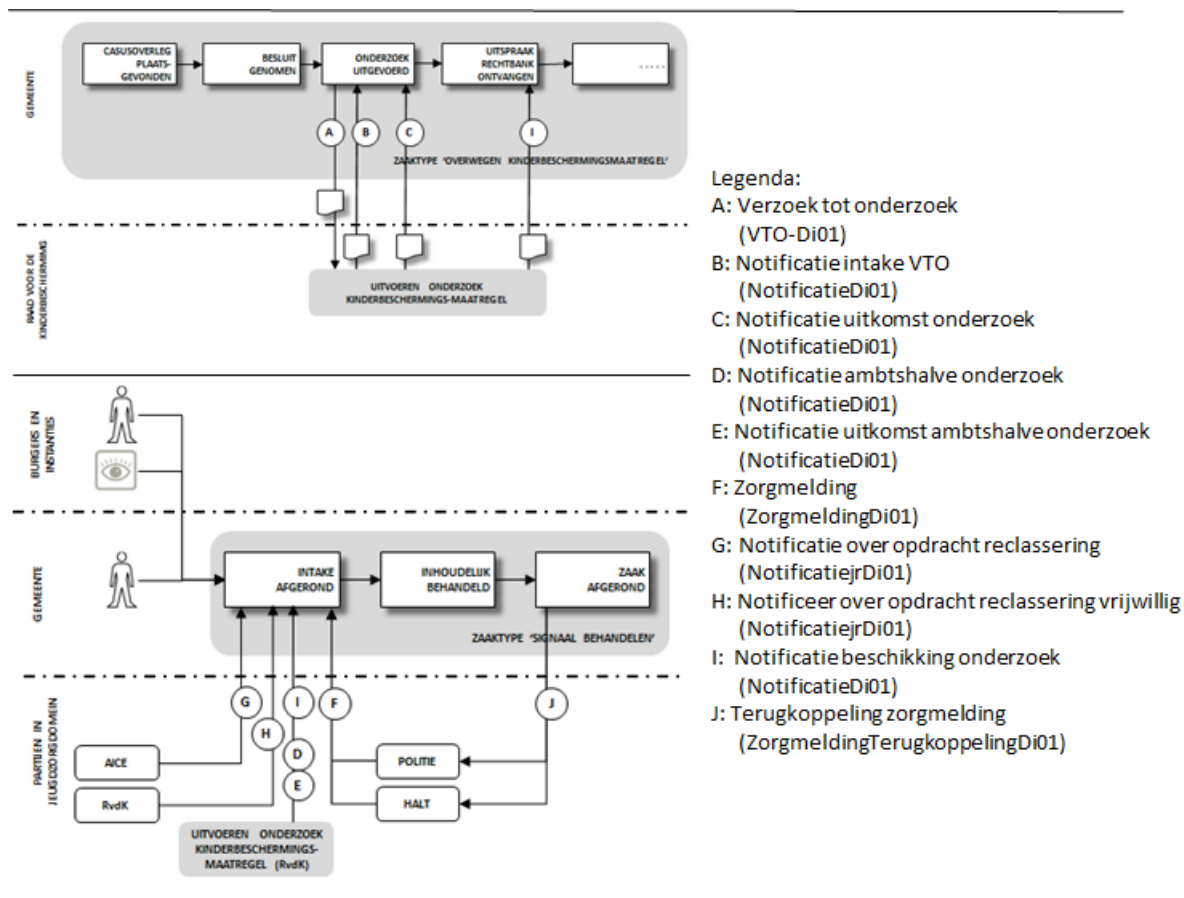 CASUSOVERLEG
PLAATS-
GEVONDEN
BESLUIT
GENOMEN
ONDERZOEK
UITGEVOERD
UITSPRAAK
RECHTBANK
ONTVANGEN
.....
GEMEENTE
A
B
C
I
ZAAKTYPE 'OVERWEGEN KINDERBESCHERMINGSMAATREGEL'
RAAD VOOR DE
KINDERBESCHERMING
UITVOEREN ONDERZOEK
KINDERBESCHERMINGS-MAATREGEL
BURGERS EN
INSTANTIES
GEMEENTE
INTAKE
AFGEROND
INHOUDELIJK
BEHANDELD
ZAAK
AFGEROND
ZAAKTYPE 'SIGNAAL BEHANDELEN'
PARTIJEN IN
JEUGDZORGDOMEIN
G
H
I
D
E
F
J
AICE
RvdK
POLITIE
HALT
UITVOEREN ONDERZOEK
KINDERBESCHERMINGS-
MAATREGEL (RvdK)
Legenda:
A: Verzoek tot onderzoek
(VTO-Di01)
B: Notificatie intake VTO
(NotificatieDi01)
C: Notificatie uitkomst onderzoek
(NotificatieDi01)
D: Notificatie ambtshalve onderzoek
(NotificatieDi01)
E: Notificatie uitkomst ambtshalve onderzoek
(NotificatieDi01)
F: Zorgmelding
(ZorgmeldingDi01)
G: Notificatie over opdracht reclassering
(NotificatiejrDi01)
H: Notificeer over opdracht reclassering vrijwillig
(NotificatiejrDi01)
I: Notificatie beschikking onderzoek
(NotificatieDi01)
J: Terugkoppeling zorgmelding
(ZorgmeldingTerugkoppelingDi01)